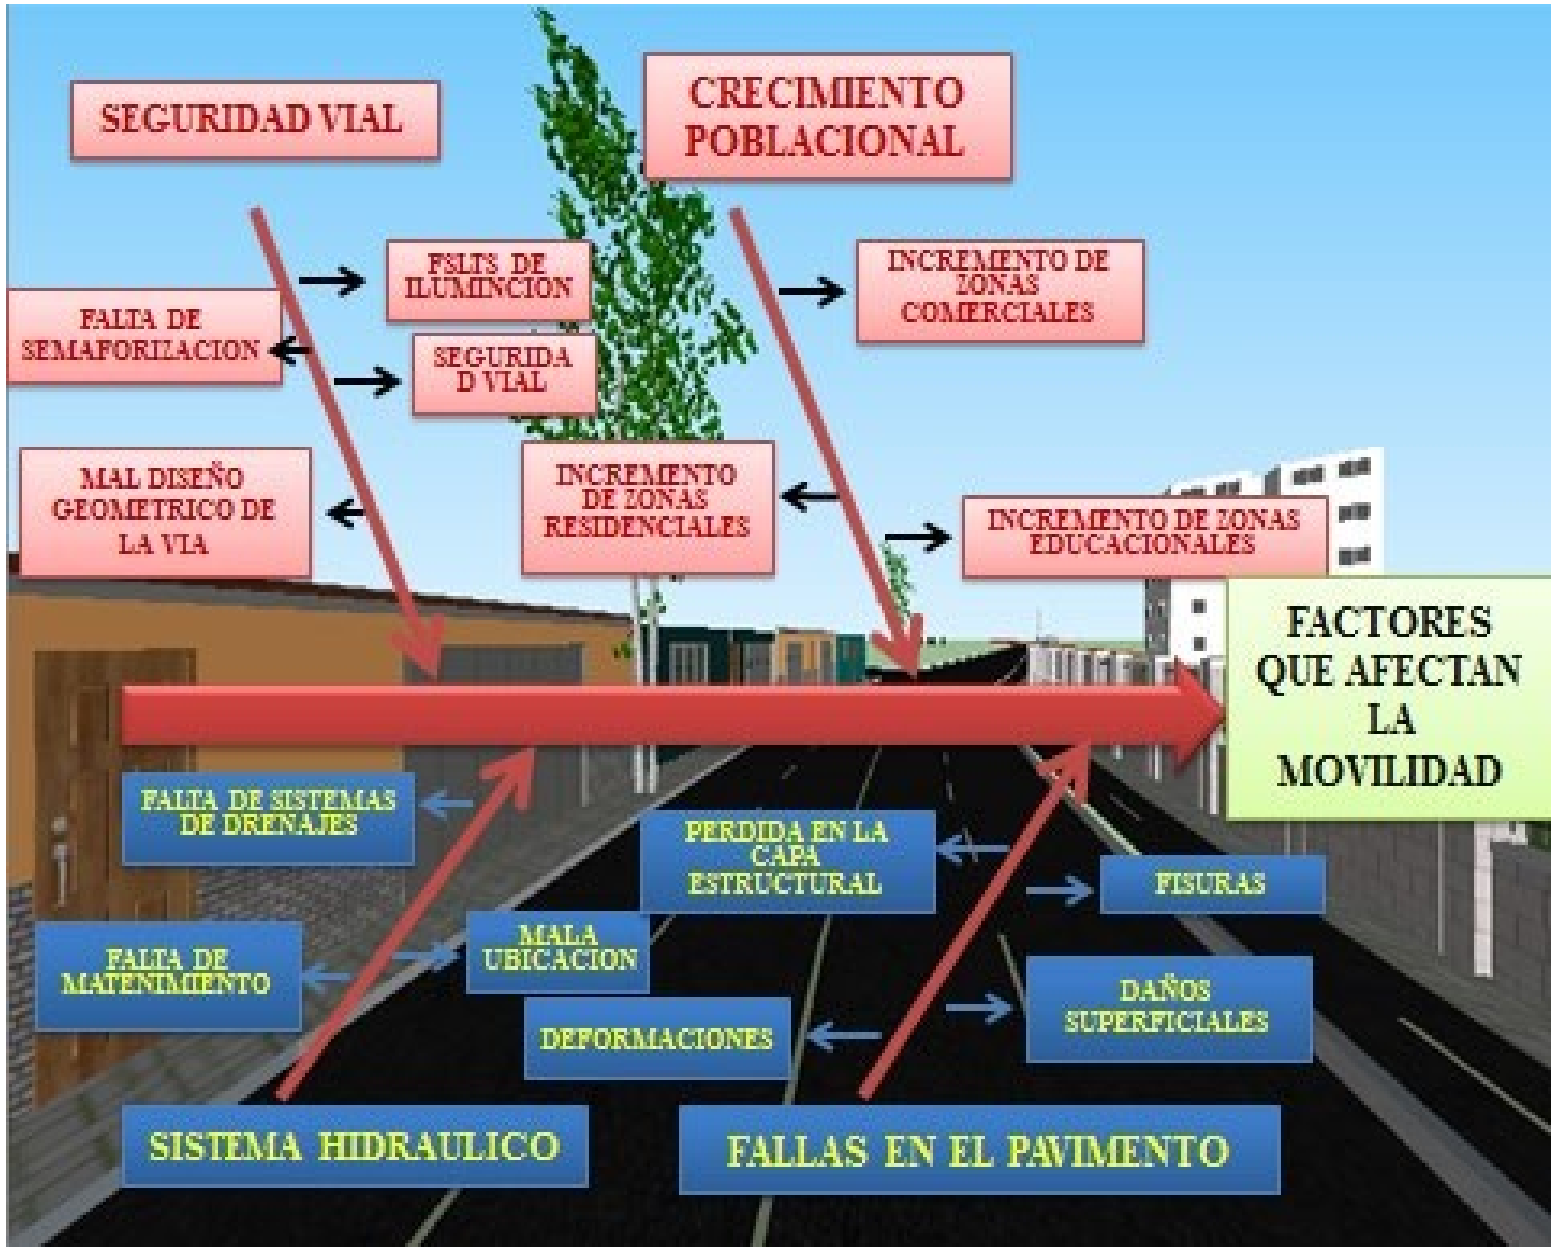 SEGURIDAD VIAL
CRECIMIENTO
POBLACIONAL
FSLTS DE
ILUMINCION
INCREMENTO DE
ZONAS
COMERCIALES
FALTA DE
SEMAFORIZACION
SEGURIDA
D VIAL
MAL DISEÑO
GEOMETRICO DE
LA VIA
INCREMENTO
DE ZONAS
RESIDENCIALES
INCREMENTO DE ZONAS
EDUCACIONALES
FACTORES
QUE AFECTAN
LA
MOVILIDAD
FALTA DE SISTEMAS
DE DRENAJES
PERDIDA EN LA
CAPA
ESTRUCTURAL
FISURAS
FALTA DE
MATENIMIENTO
MALA
UBICACION
DEFORMACIONES
DAÑOS
SUPERFICIALES
SISTEMA HIDRAULICO
FALLAS EN EL PAVIMENTO